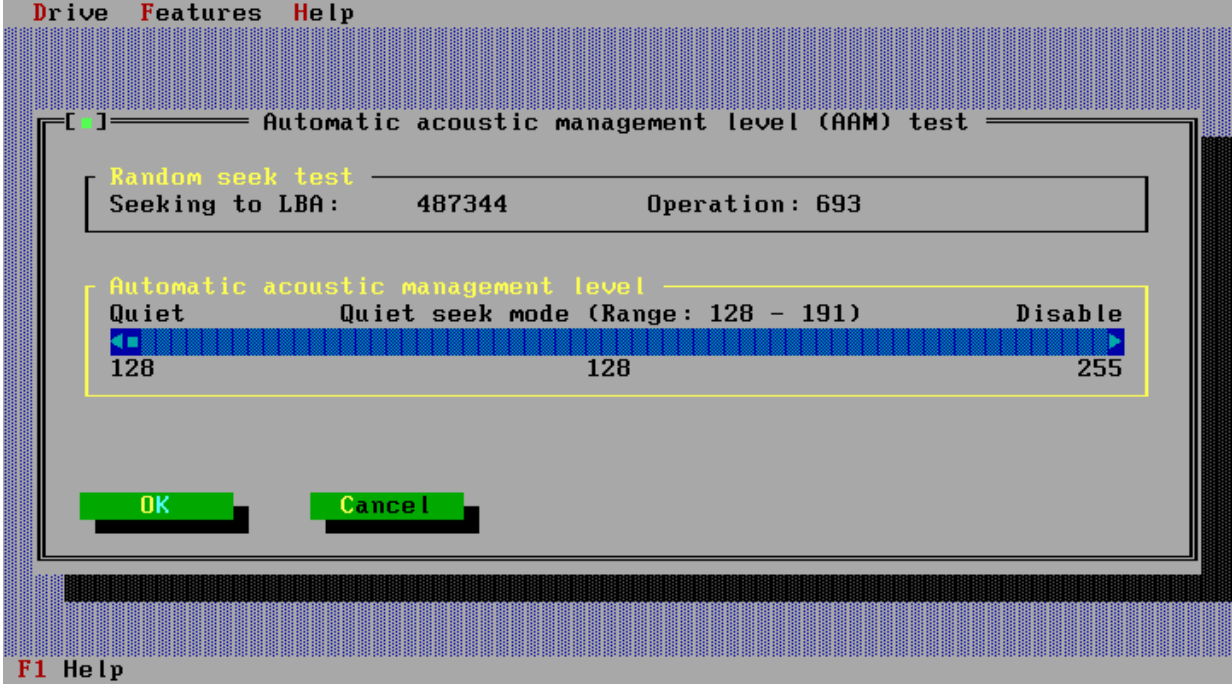 Drive Features Help
[■] Automatic acoustic management level (AAM) test
Random seek test
Seeking to LBA: 487344 Operation: 693
Automatic acoustic management level
Quiet Quiet seek mode (Range: 128 - 191) Disable
128 128 255
OK Cancel
F1 Help